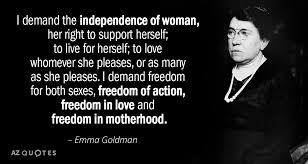 I demand the independence of woman,
her right to support herself;
to live for herself; to love
whomever she pleases, or as many
as she pleases. I demand freedom
for both sexes, freedom of action,
freedom in love and
freedom in motherhood.
– Emma Goldman
AZ QUOTES